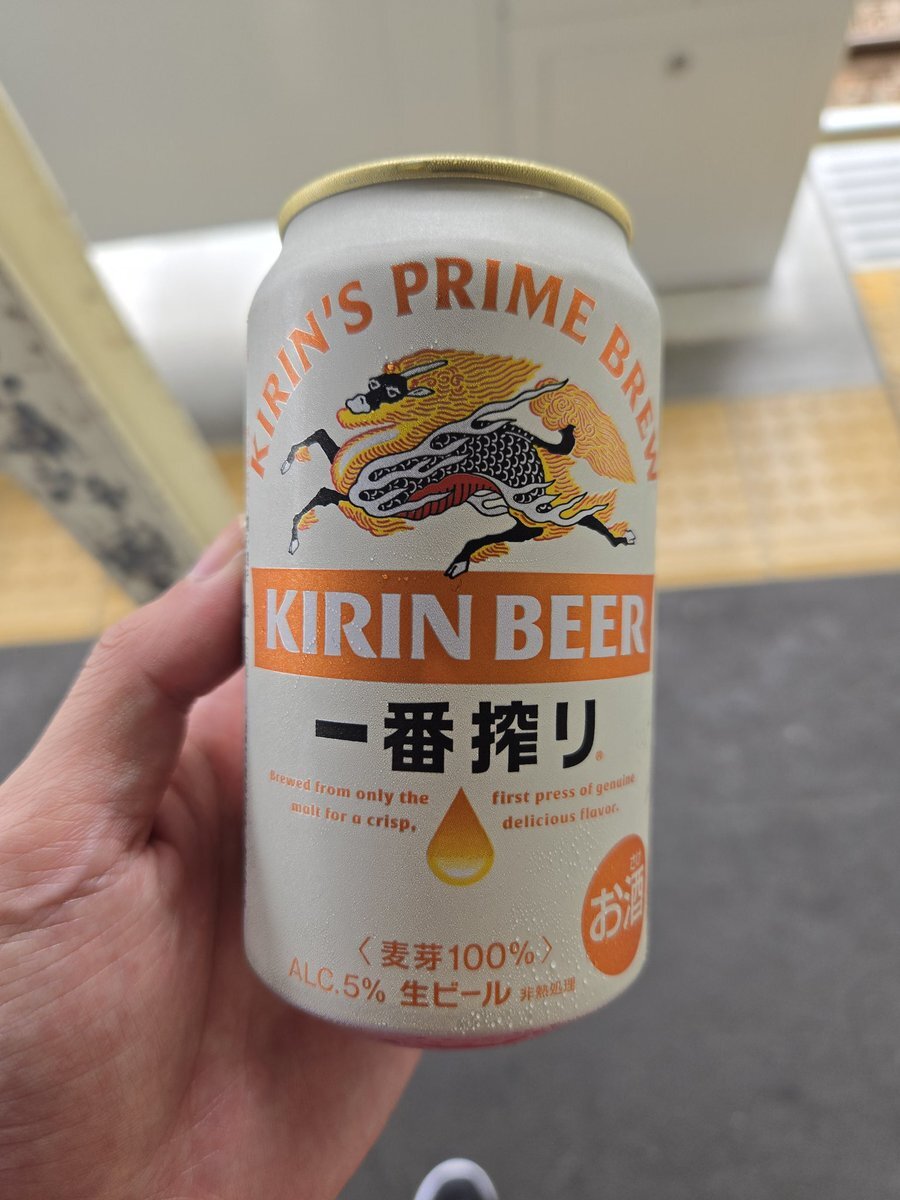 KIRIN'S PRIME BREW
KIRIN BEER
一番搾り®
Brewed from only the first press of genuine
malt for a crisp, delicious flavor.
さけ
お酒
〈麦芽100%〉
ALC.5% 生ビール 非熱処理